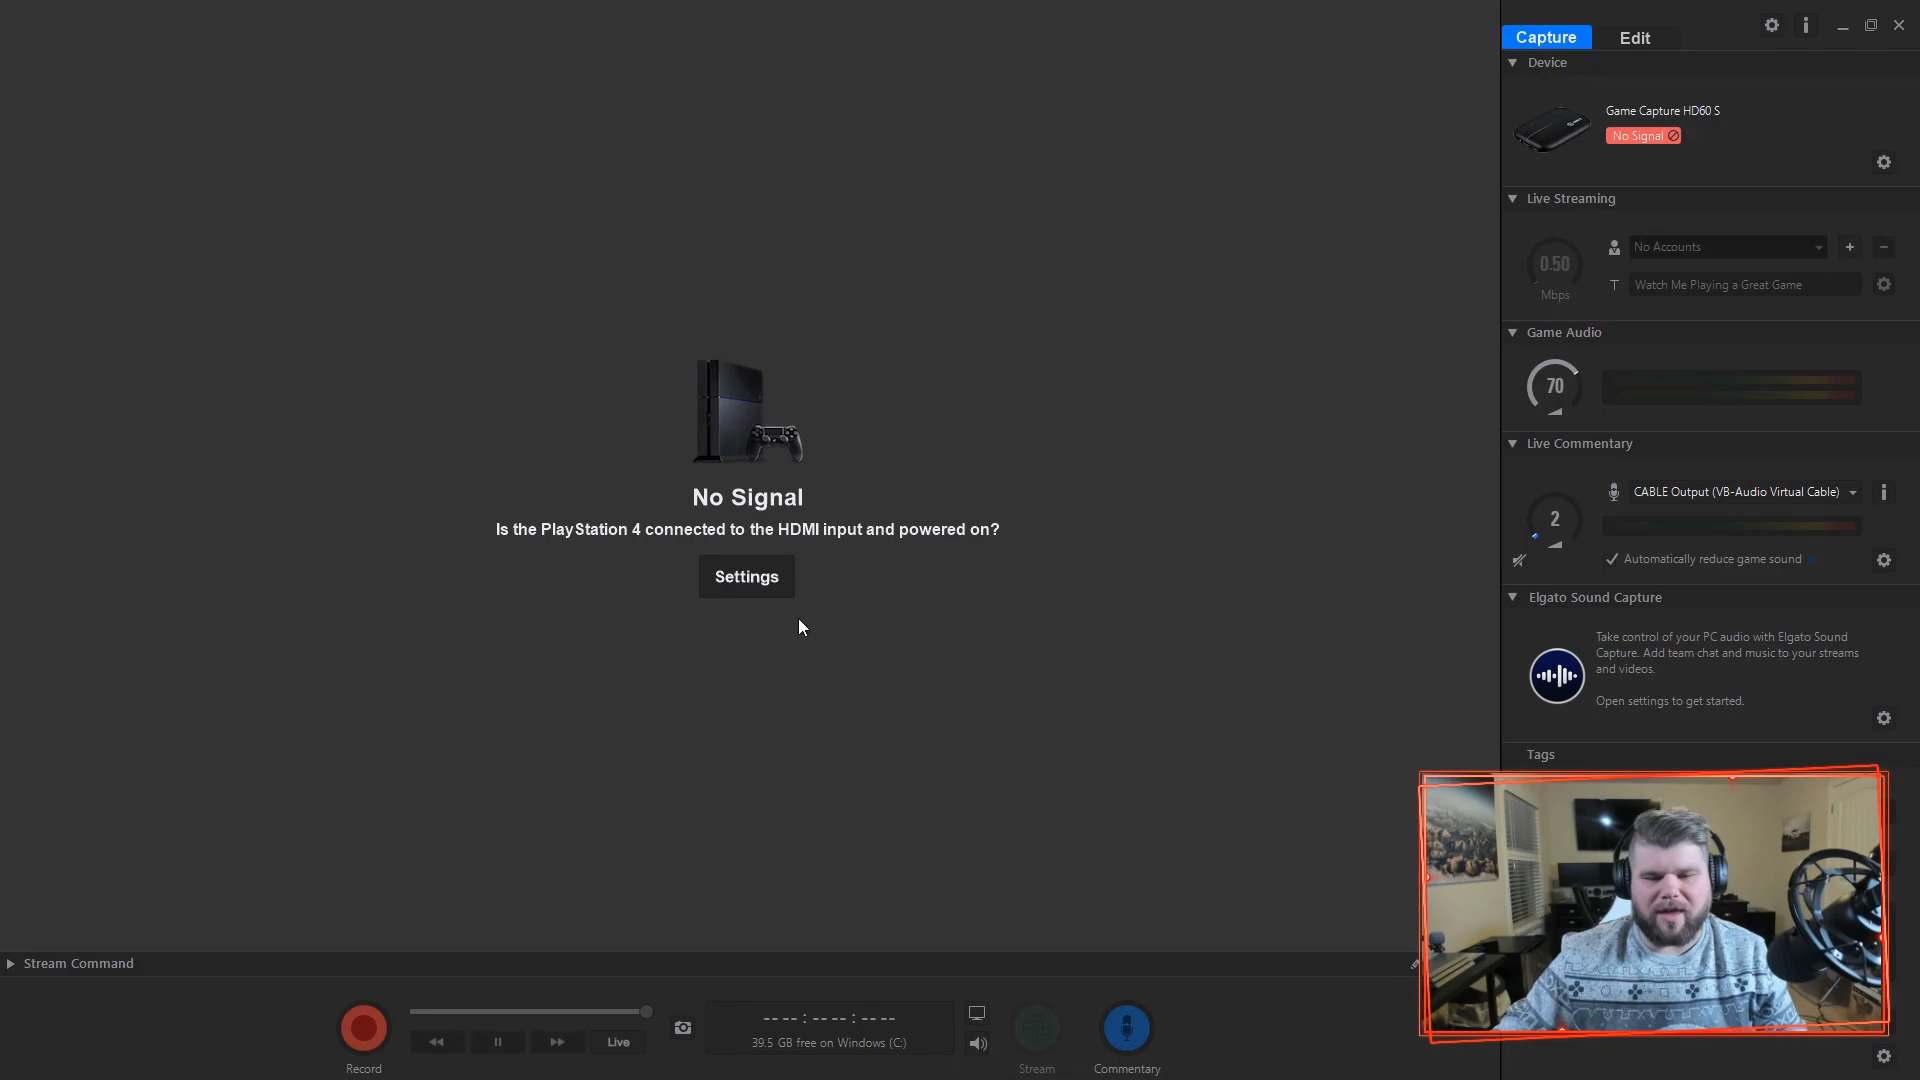 Capture
Edit
Device
Game Capture HD60 S
No Signal
Live Streaming
0.50
Mbps
No Accounts
T
Watch Me Playing a Great Game
Game Audio
70
Live Commentary
2
CABLE Output (VB-Audio Virtual Cable)
Automatically reduce game sound
Elgato Sound Capture
Take control of your PC audio with Elgato Sound
Capture. Add team chat and music to your streams
and videos.
Open settings to get started.
Tags
No Signal
Is the PlayStation 4 connected to the HDMI input and powered on?
Settings
Stream Command
Record
Live
-- -- : -- -- : -- --
39.5 GB free on Windows (C:)
Stream
Commentary